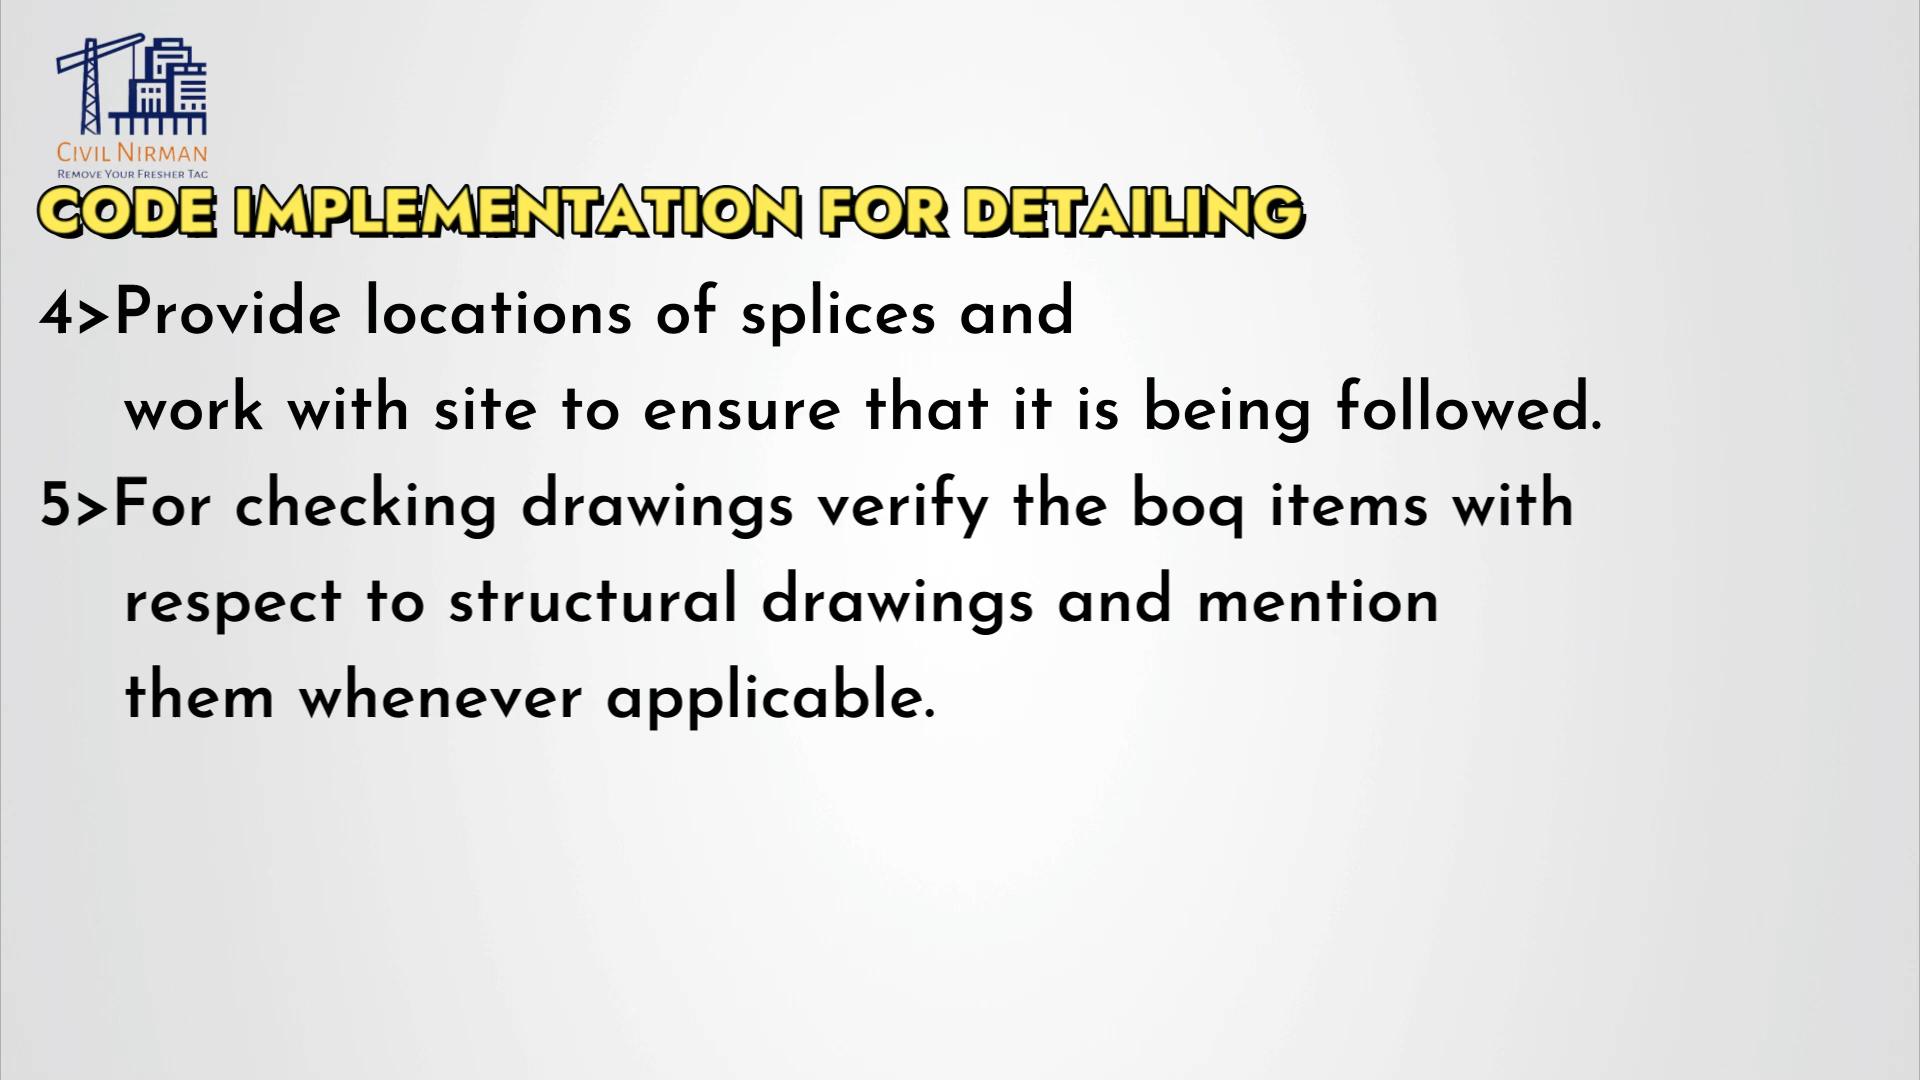 CIVIL NIRMAN
REMOVE YOUR FRESHER TAC
CODE IMPLEMENTATION FOR DETAILING
4>Provide locations of splices and
work with site to ensure that it is being followed.
5>For checking drawings verify the boq items with
respect to structural drawings and mention
them whenever applicable.